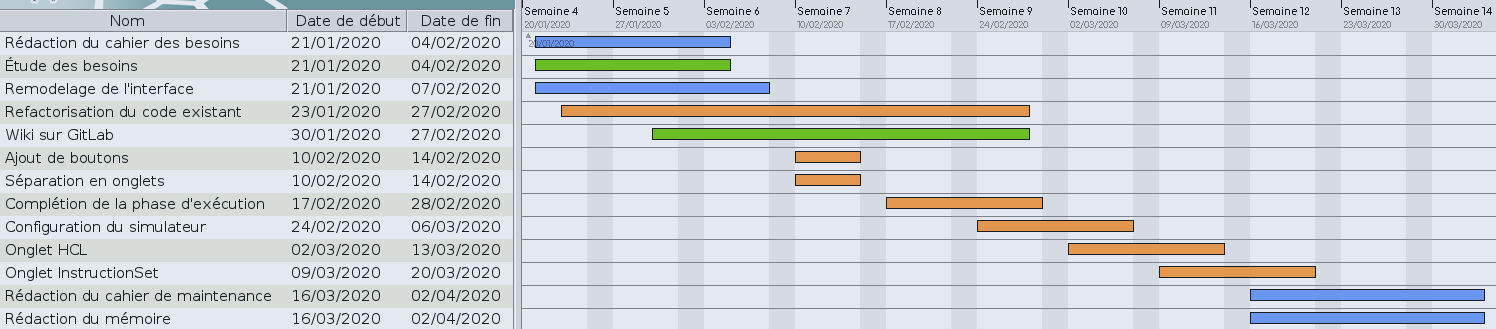 Nom Date de début Date de fin
Semaine 4 Semaine 5 Semaine 6 Semaine 7 Semaine 8 Semaine 9 Semaine 10 Semaine 11 Semaine 12 Semaine 13 Semaine 14
20/01/2020 27/01/2020 03/02/2020 10/02/2020 17/02/2020 24/02/2020 02/03/2020 09/03/2020 16/03/2020 23/03/2020 30/03/2020
Rédaction du cahier des besoins 21/01/2020 04/02/2020
20/01/2020
Étude des besoins 21/01/2020 04/02/2020
Remodelage de l'interface 21/01/2020 07/02/2020
Refactorisation du code existant 23/01/2020 27/02/2020
Wiki sur GitLab 30/01/2020 27/02/2020
Ajout de boutons 10/02/2020 14/02/2020
Séparation en onglets 10/02/2020 14/02/2020
Complétion de la phase d'exécution 17/02/2020 28/02/2020
Configuration du simulateur 24/02/2020 06/03/2020
Onglet HCL 02/03/2020 13/03/2020
Onglet InstructionSet 09/03/2020 20/03/2020
Rédaction du cahier de maintenance 16/03/2020 02/04/2020
Rédaction du mémoire 16/03/2020 02/04/2020